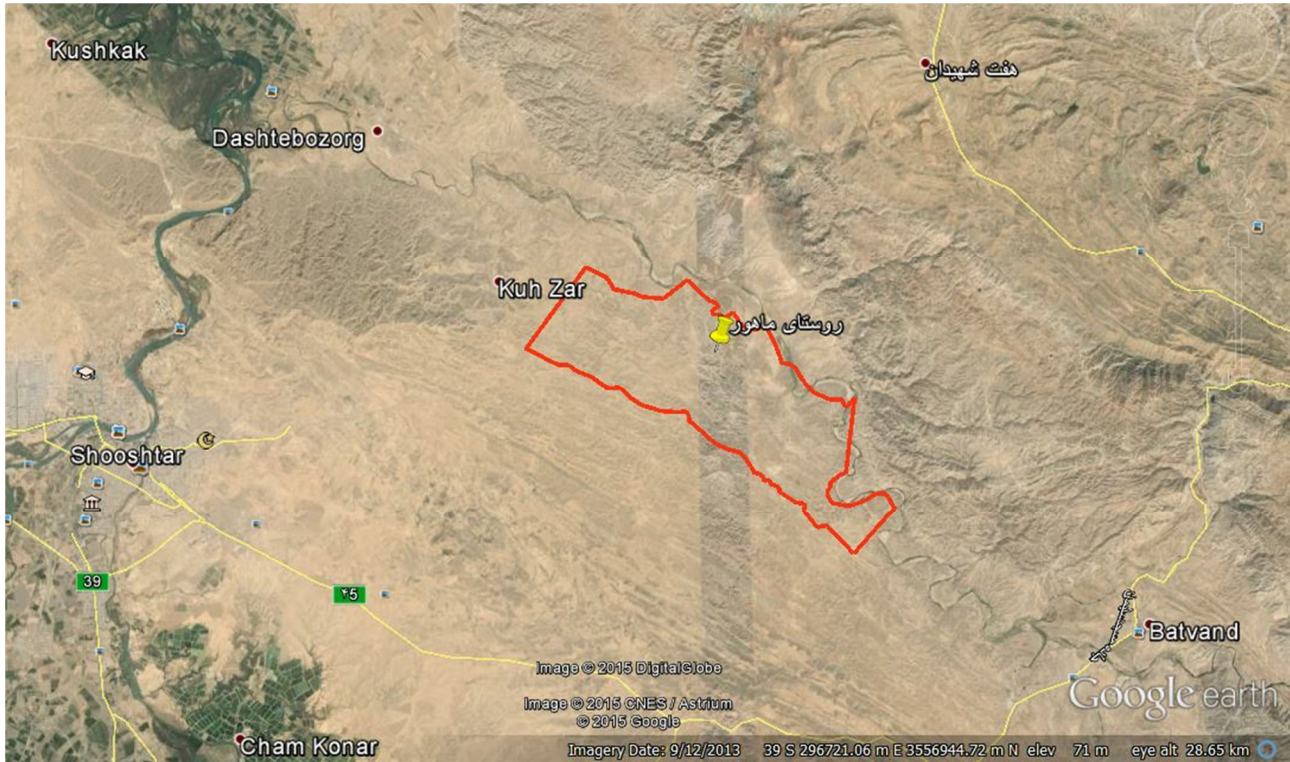 Kushkak
هفت شهیدان
Dashtebozorg
Kuh Zar
روستای ماهور
Shooshtar
39
۴۵
Batvand
Image © 2015 DigitalGlobe
Image © 2015 CNES / Astrium
© 2015 Google
Google earth
Cham Konar
Imagery Date: 9/12/2013 39 S 296721.06 m E 3556944.72 m N elev 71 m eye alt 28.65 km